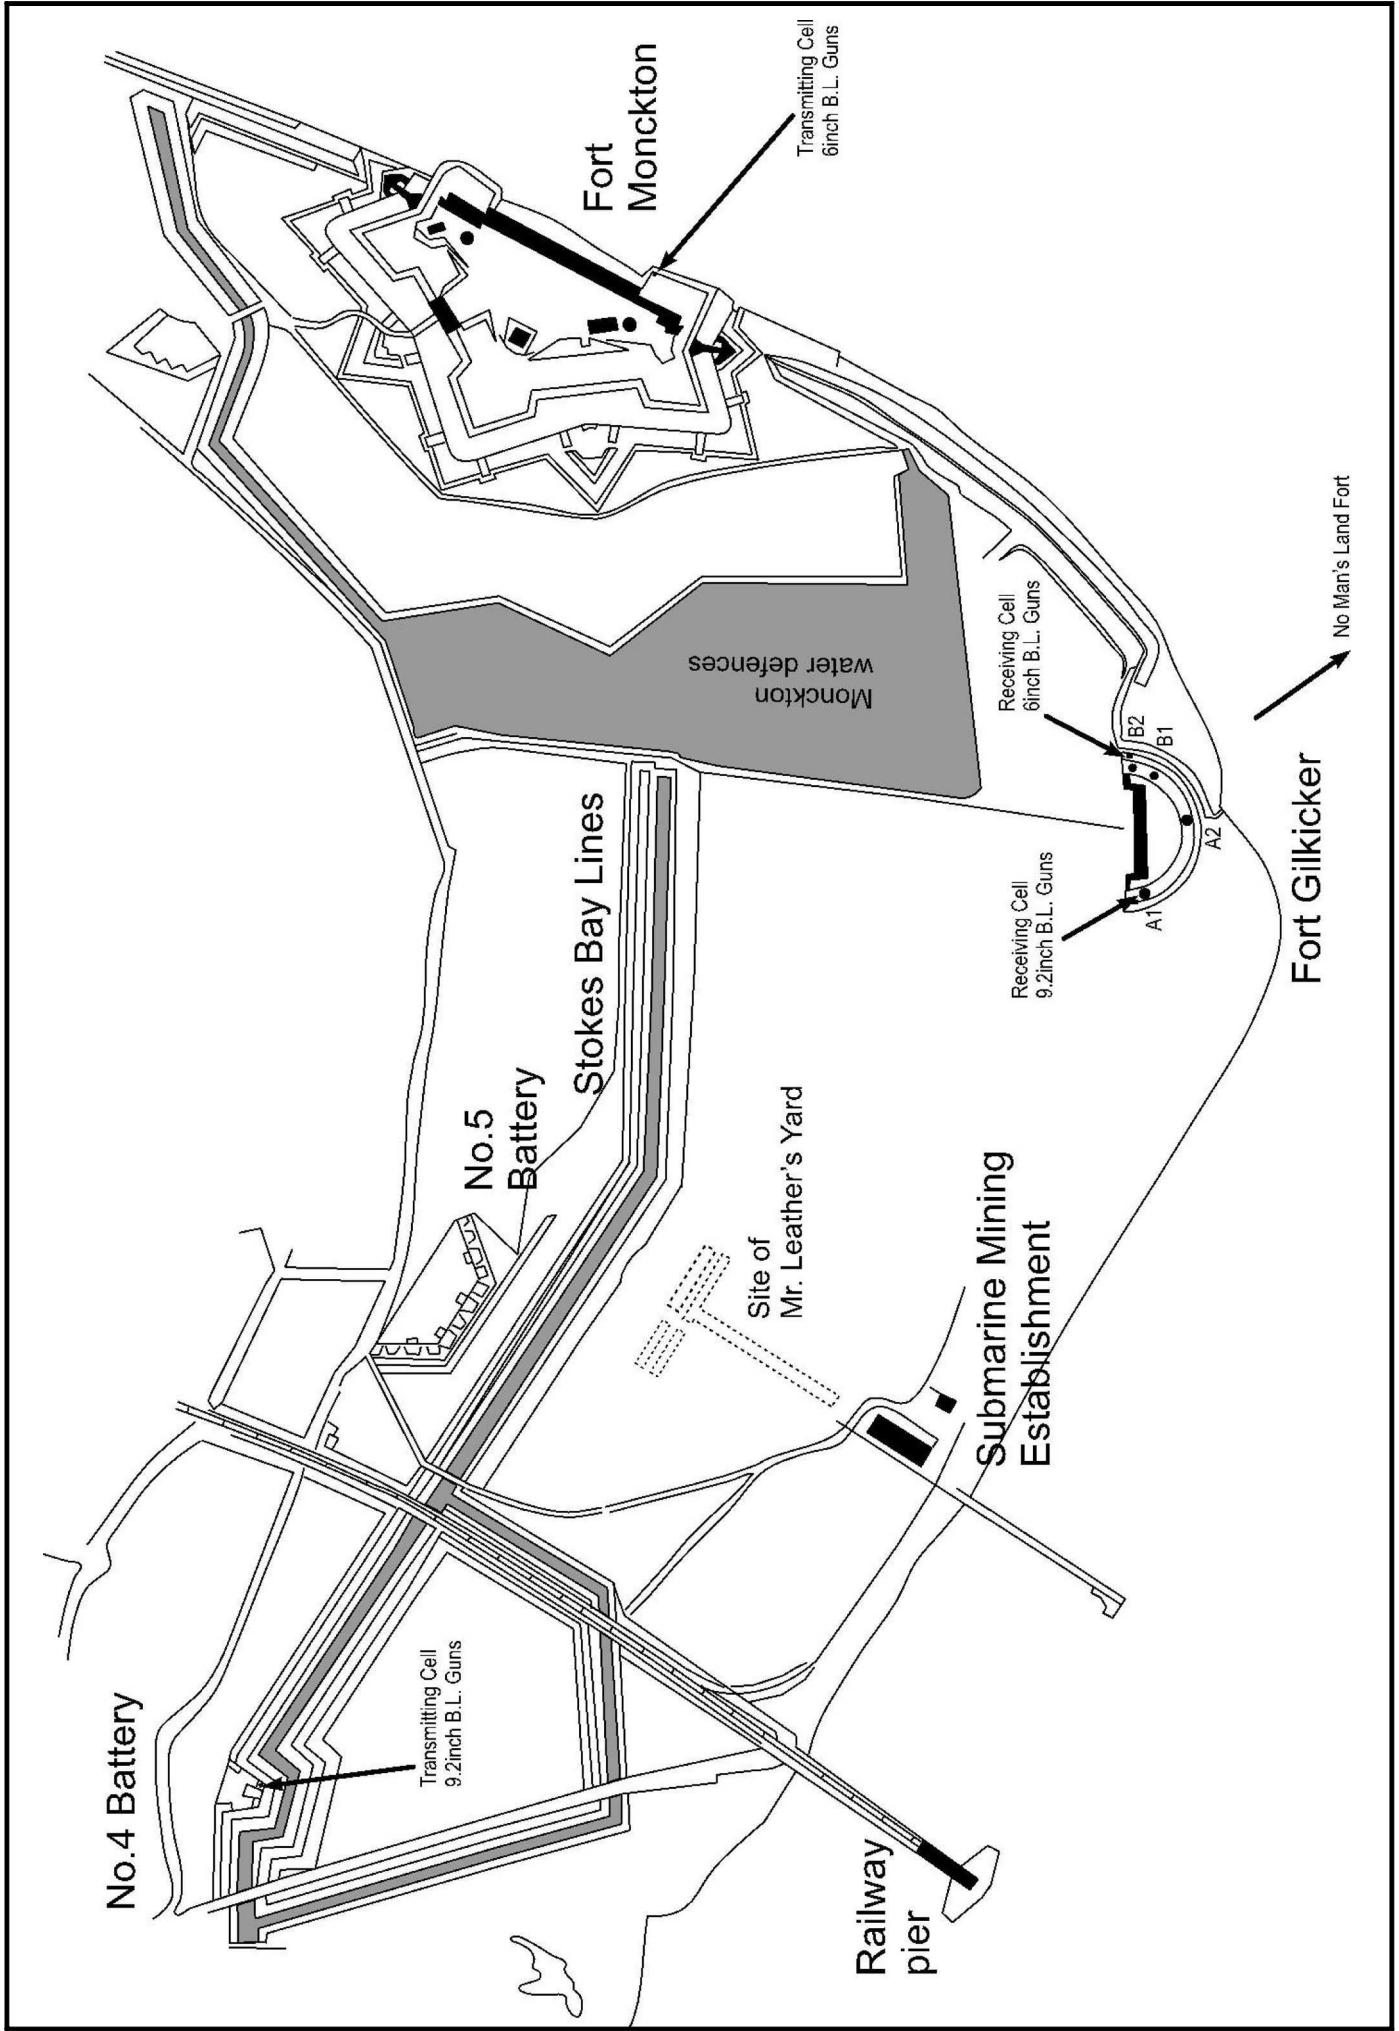 No.4 Battery
Transmitting Cell
9.2inch B.L. Guns
Railway
pier
No.5
Battery
Stokes Bay Lines
Site of
Mr. Leather's Yard
Submarine Mining
Establishment
Monckton
water defences
Fort
Monckton
Transmitting Cell
6inch B.L. Guns
Receiving Cell
9.2inch B.L. Guns
Receiving Cell
6inch B.L. Guns
A1
A2
B1
B2
Fort Gilkicker
No Man's Land Fort